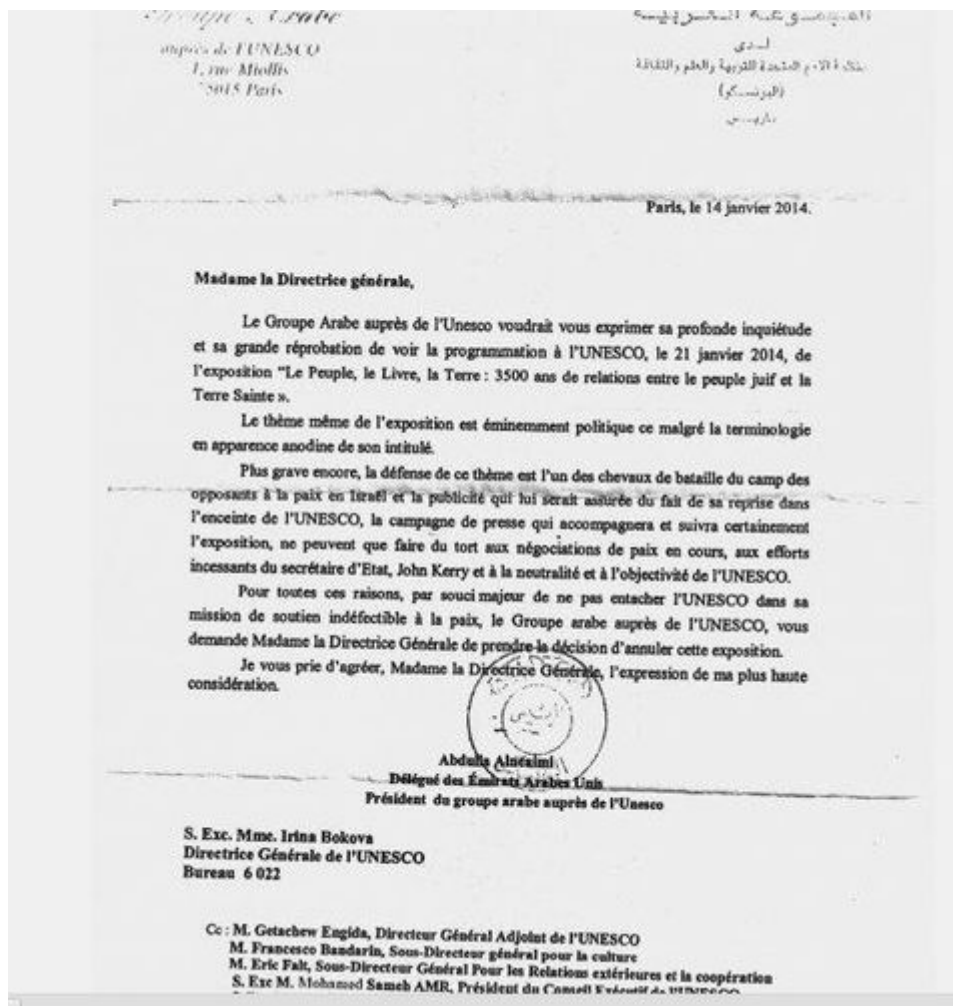 Groupe Arabe
auprès de l'UNESCO
1, rue Miollis
75015 Paris
المجموعة العربية
لدى
منظمة الأمم المتحدة للتربية والعلم والثقافة
(اليونسكو)
باريس
Paris, le 14 janvier 2014.
Madame la Directrice générale,
Le Groupe Arabe auprès de l'Unesco voudrait vous exprimer sa profonde inquiétude
et sa grande réprobation de voir la programmation à l'UNESCO, le 21 janvier 2014, de
l'exposition "Le Peuple, le Livre, la Terre : 3500 ans de relations entre le peuple juif et la
Terre Sainte ».
Le thème même de l'exposition est éminemment politique ce malgré la terminologie
en apparence anodine de son intitulé.
Plus grave encore, la défense de ce thème est l'un des chevaux de bataille du camp des
opposants à la paix en Israël et la publicité qui lui serait assurée du fait de sa reprise dans
l'enceinte de l'UNESCO, la campagne de presse qui accompagnera et suivra certainement
l'exposition, ne peuvent que faire du tort aux négociations de paix en cours, aux efforts
incessants du secrétaire d'Etat, John Kerry et à la neutralité et à l'objectivité de l'UNESCO.
Pour toutes ces raisons, par souci majeur de ne pas entacher l'UNESCO dans sa
mission de soutien indéfectible à la paix, le Groupe arabe auprès de l'UNESCO, vous
demande Madame la Directrice Générale de prendre la décision d'annuler cette exposition.
Je vous prie d'agréer, Madame la Directrice Générale, l'expression de ma plus haute
considération.
Abdulla Alneaimi
Délégué des Émirats Arabes Unis
Président du groupe arabe auprès de l'Unesco
S. Exc. Mme. Irina Bokova
Directrice Générale de l'UNESCO
Bureau 6 022
Cc : M. Getachew Engida, Directeur Général Adjoint de l'UNESCO
M. Francesco Bandarin, Sous-Directeur général pour la culture
M. Eric Falt, Sous-Directeur Général Pour les Relations extérieures et la coopération
S. Exc M. Mohamed Sameh AMR, Président du Conseil Exécutif de l'UNESCO